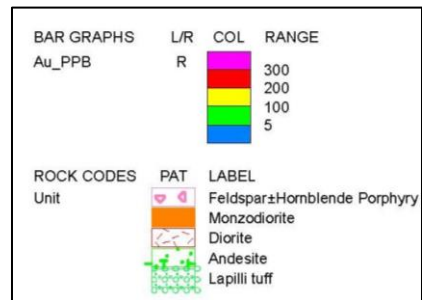 BAR GRAPHS L/R COL RANGE
Au_PPB R
300
200
100
5
ROCK CODES PAT LABEL
Unit Feldspar±Hornblende Porphyry
Monzodiorite
Diorite
Andesite
Lapilli tuff